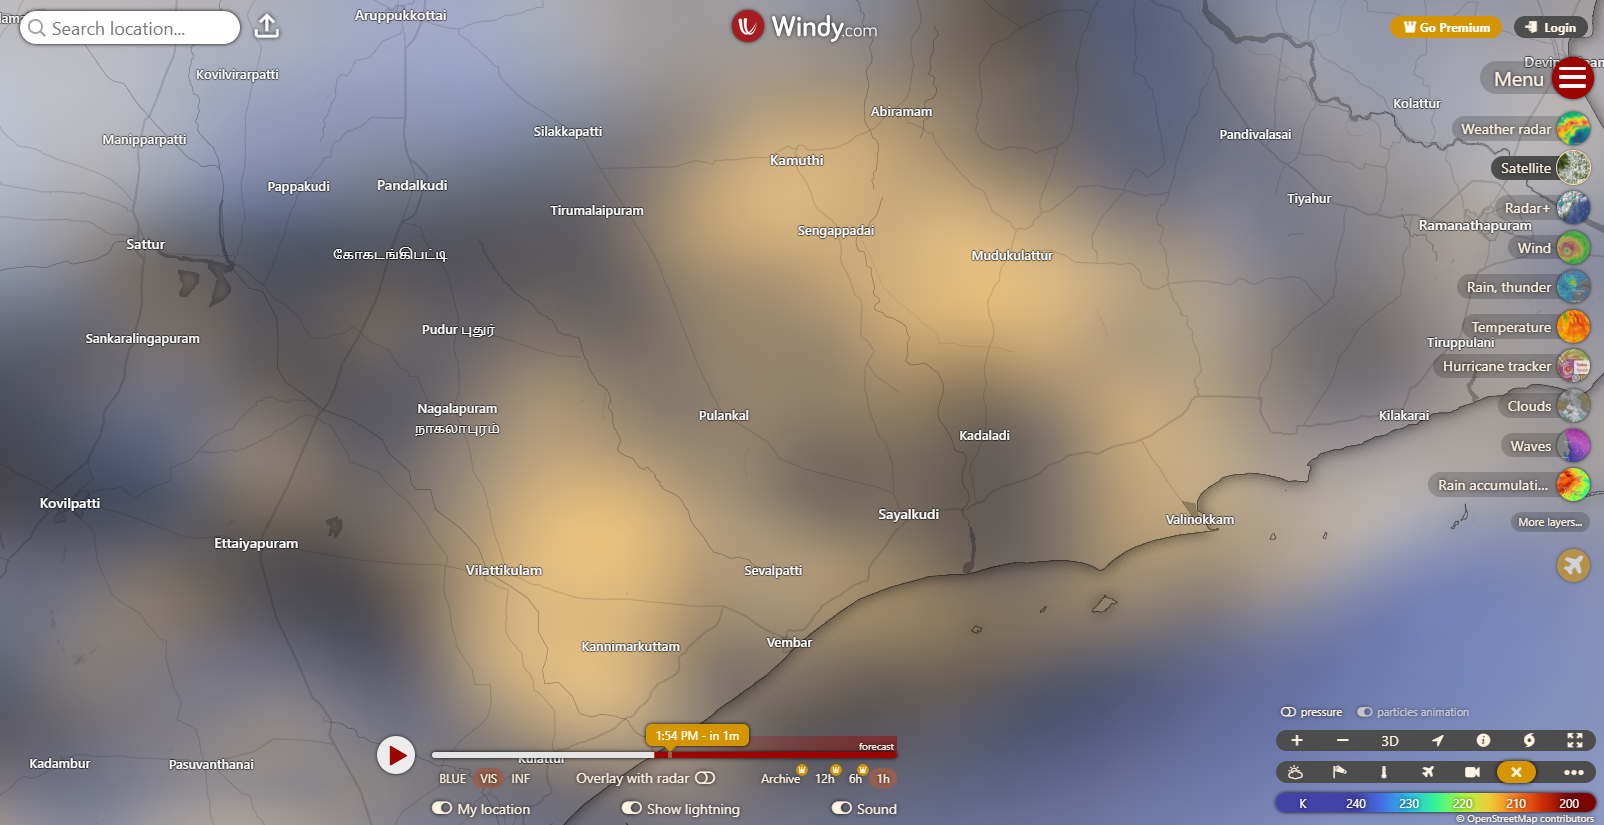 Search location...
Windy.com
Go Premium
Login
Menu
Weather radar
Satellite
Radar+
Wind
Rain, thunder
Temperature
Hurricane tracker
Clouds
Waves
Rain accumulati...
More layers...
Aruppukkottai
Kovilvirarpatti
Abiramam
Kolattur
Silakkapatti
Pandivalasai
Manipparpatti
Kamuthi
Pappakudi
Pandalkudi
Tiyahur
Tirumalaipuram
Ramanathapuram
Sengappadai
Sattur
கோகடங்கிபட்டி
Mudukulattur
Pudur புதுர்
Sankaralingapuram
Tiruppulani
Nagalapuram
நாகலாபுரம்
Pulankal
Kilakarai
Kadaladi
Kovilpatti
Sayalkudi
Valinokkam
Ettaiyapuram
Vilattikulam
Sevalpatti
Kannimarkuttam
Vembar
Kadambur
Pasuvanthanai
Kulattur
1:54 PM - in 1m
forecast
BLUE VIS INF
Overlay with radar
Archive 12h 6h 1h
My location
Show lightning
Sound
pressure
particles animation
3D
K 240 230 220 210 200
© OpenStreetMap contributors